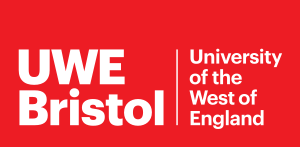 UWE
Bristol
University
of the
West of
England